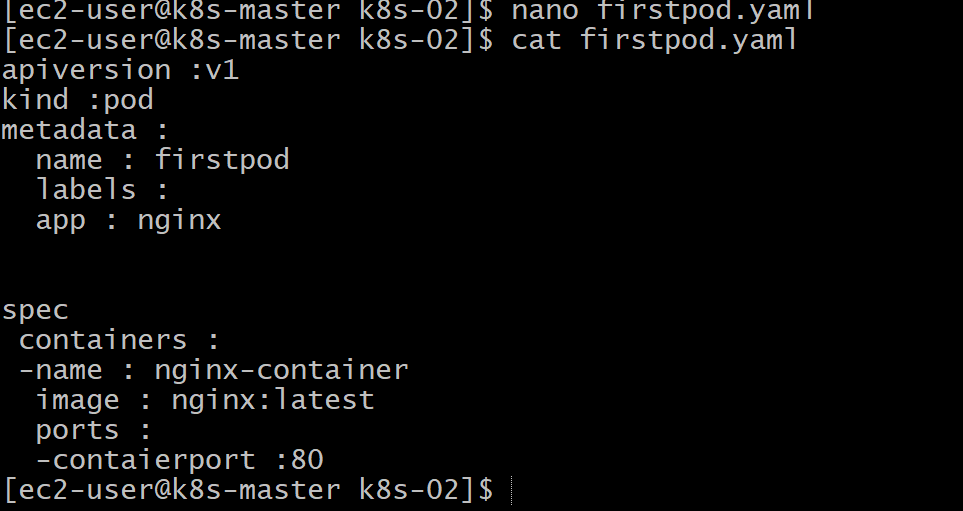 [ec2-user@k8s-master k8s-02]$ nano firstpod.yaml
[ec2-user@k8s-master k8s-02]$ cat firstpod.yaml
apiversion :v1
kind :pod
metadata :
  name : firstpod
  labels :
  app : nginx


spec
 containers :
 -name : nginx-container
  image : nginx:latest
  ports :
  -contaierport :80
[ec2-user@k8s-master k8s-02]$